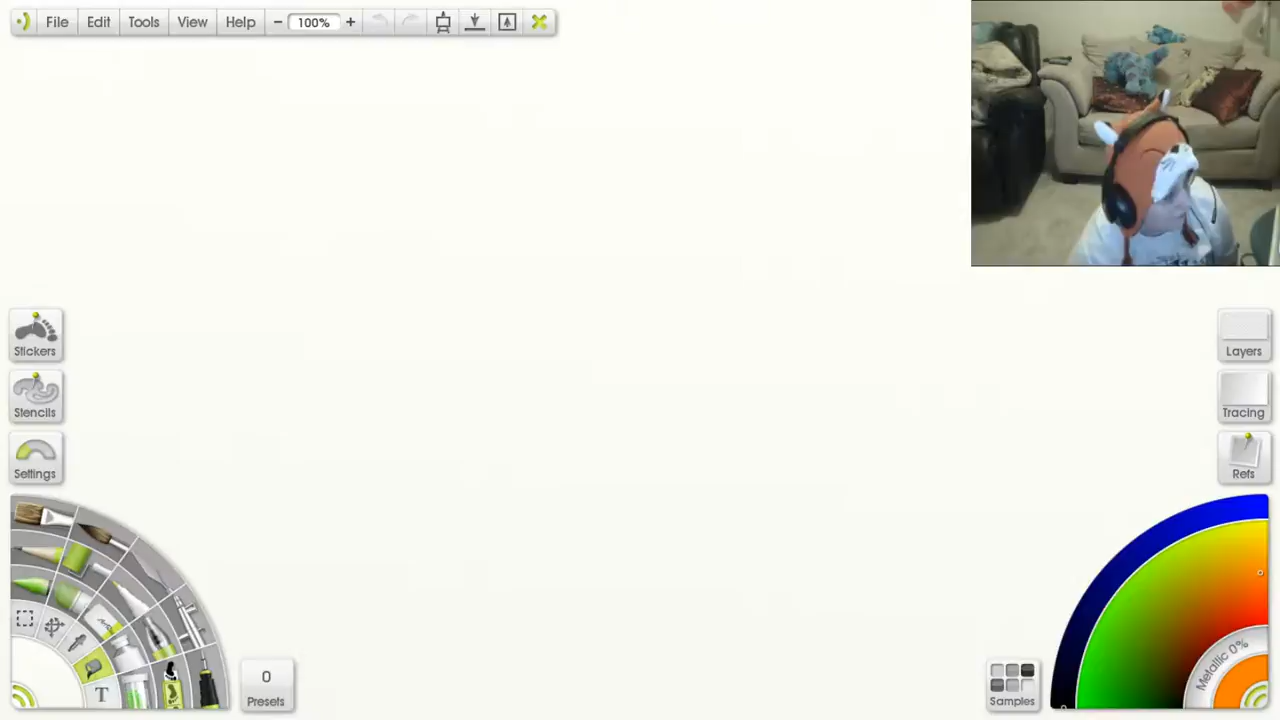 File Edit Tools View Help − 100% +
Stickers
Layers
Stencils
Tracing
Settings
Refs
T
0
Presets
Samples
Metallic 0%